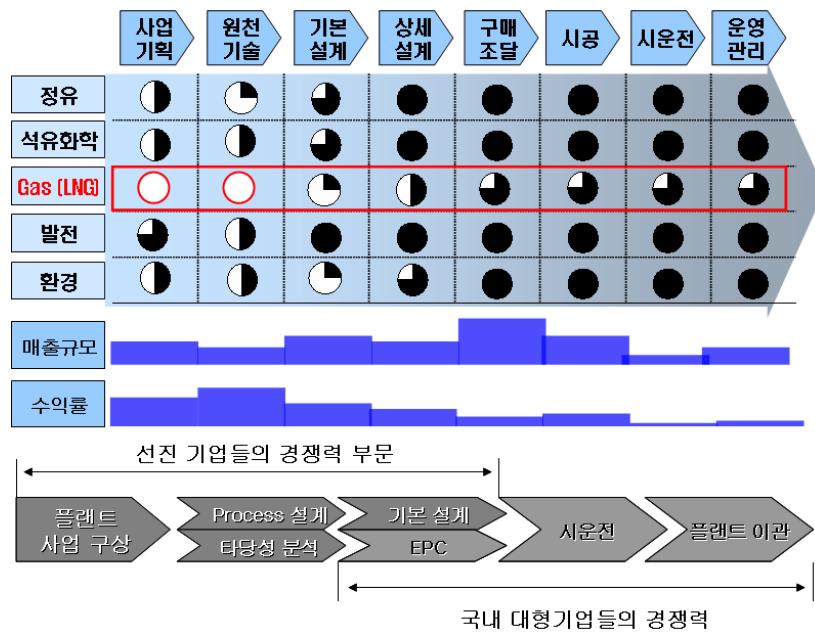 사업
기획
원천
기술
기본
설계
상세
설계
구매
조달
시공
시운전
운영
관리
정유
석유화학
Gas (LNG)
발전
환경
매출규모
수익률
선진 기업들의 경쟁력 부문
플랜트
사업 구상
Process 설계
타당성 분석
기본 설계
EPC
시운전
플랜트 이관
국내 대형기업들의 경쟁력